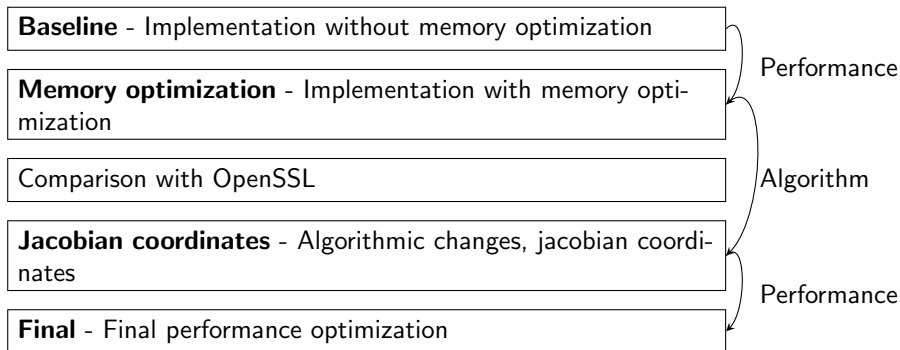 Baseline - Implementation without memory optimization
Performance
Memory optimization - Implementation with memory opti-
mization
Comparison with OpenSSL
Algorithm
Jacobian coordinates - Algorithmic changes, jacobian coordi-
nates
Performance
Final - Final performance optimization